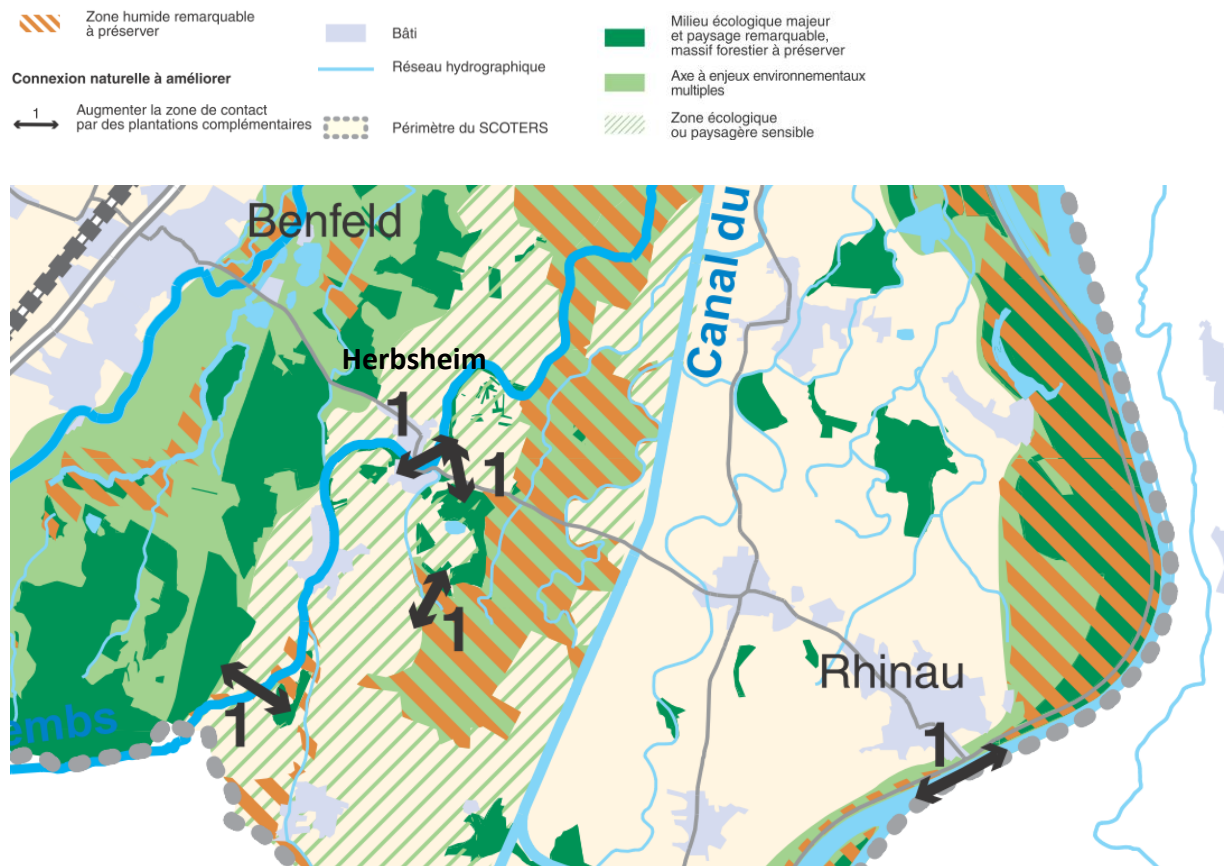 Zone humide remarquable
à préserver
Connexion naturelle à améliorer
1
Augmenter la zone de contact
par des plantations complémentaires
Bâti
Réseau hydrographique
Périmètre du SCOTERS
Milieu écologique majeur
et paysage remarquable,
massif forestier à préserver
Axe à enjeux environnementaux
multiples
Zone écologique
ou paysagère sensible
Benfeld
Canal du
Herbsheim
1
1
1
Rhinau
embs
1
1